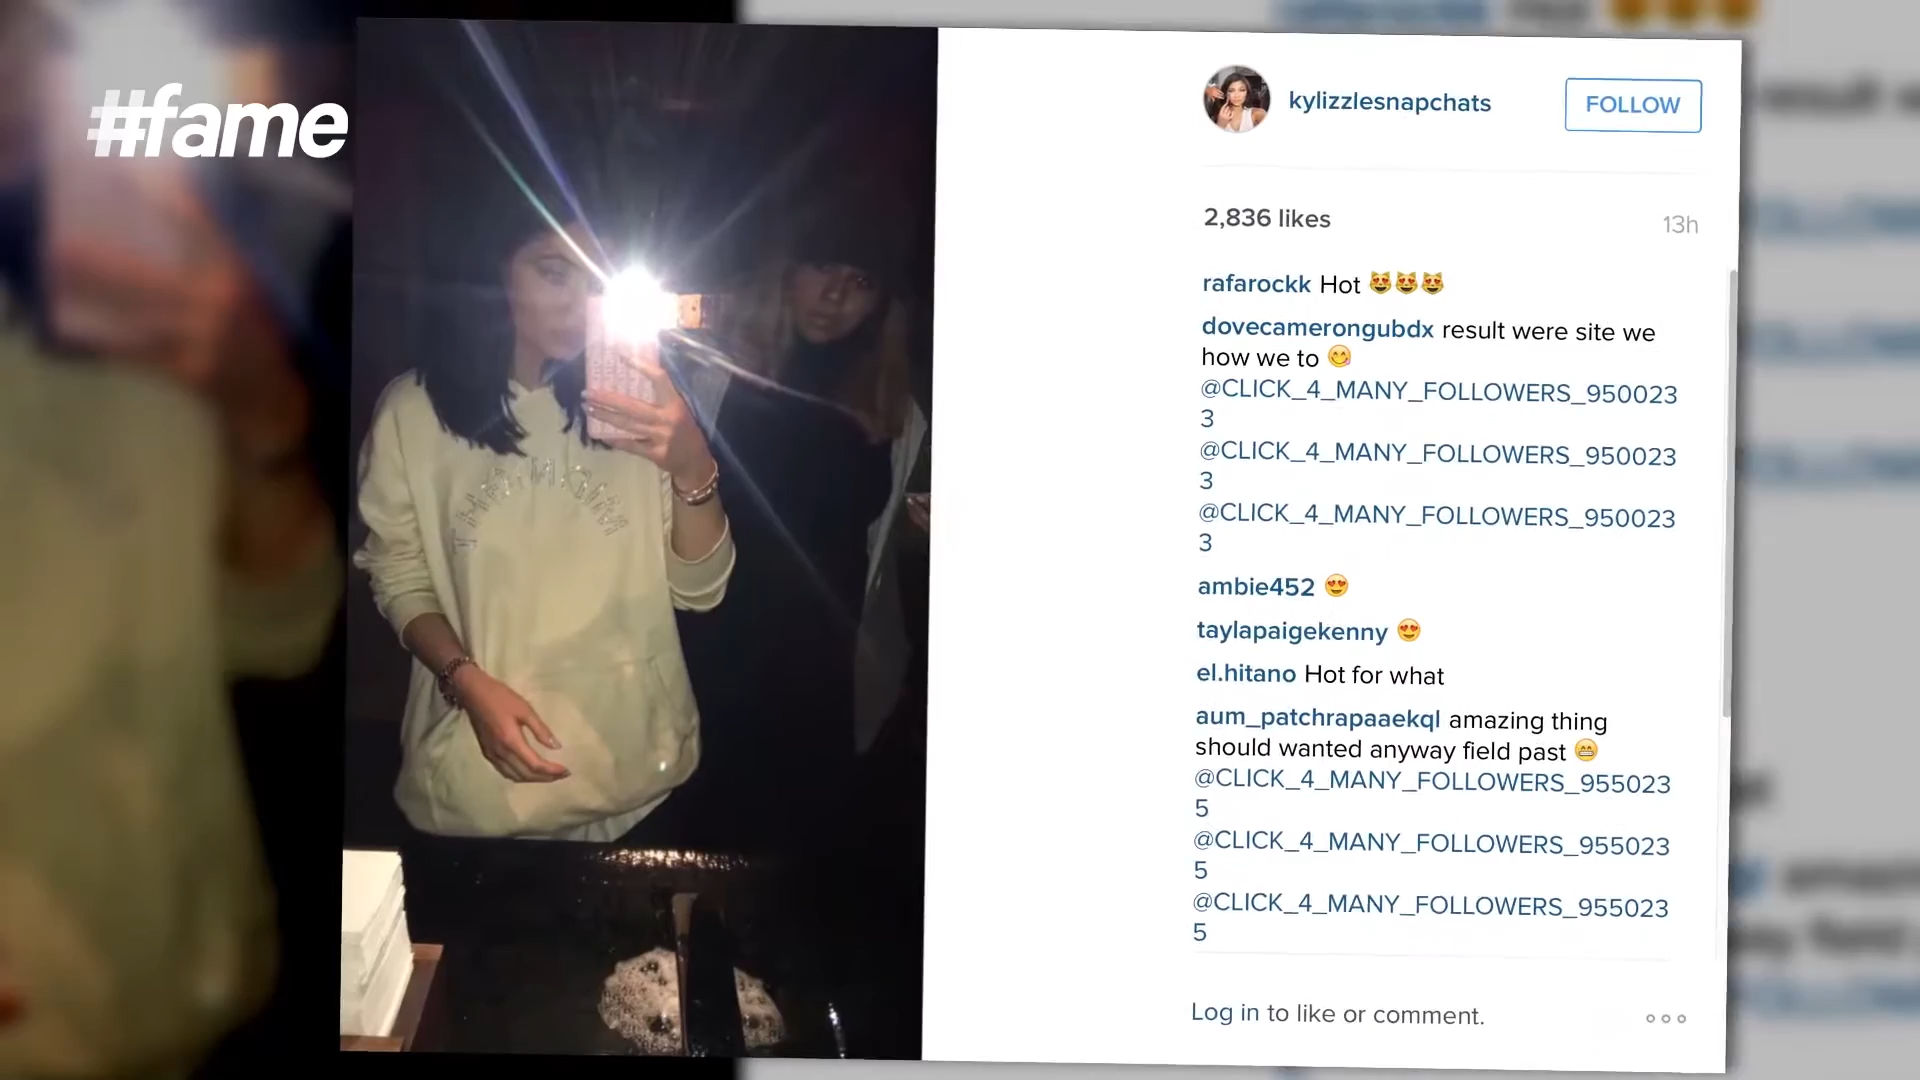 #fame
kylizzlesnapchats
FOLLOW
2,836 likes
13h
rafarockk Hot 😻😻😻
dovecamerongubdx result were site we
how we to 😋
@CLICK_4_MANY_FOLLOWERS_950023
3
@CLICK_4_MANY_FOLLOWERS_950023
3
@CLICK_4_MANY_FOLLOWERS_950023
3
ambie452 😍
taylapaigekenny 😍
el.hitano Hot for what
aum_patchrapaaekql amazing thing
should wanted anyway field past 😁
@CLICK_4_MANY_FOLLOWERS_955023
5
@CLICK_4_MANY_FOLLOWERS_955023
5
@CLICK_4_MANY_FOLLOWERS_955023
5
Log in to like or comment.